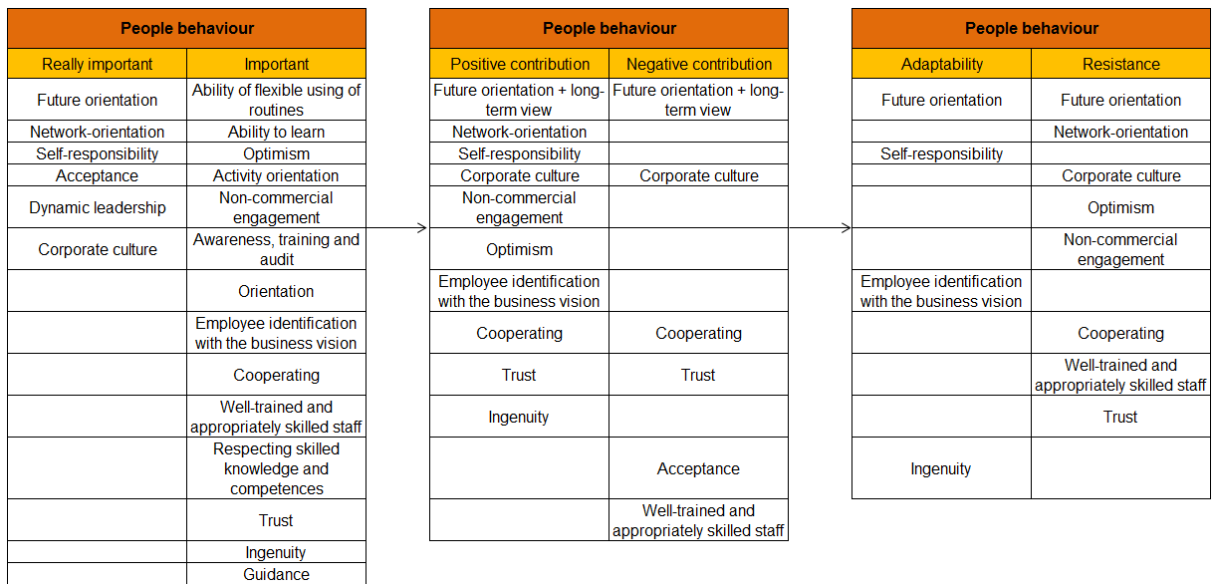 People behaviour
Really important
Important
Future orientation
Ability of flexible using of
routines
Network-orientation
Ability to learn
Self-responsibility
Optimism
Acceptance
Activity orientation
Dynamic leadership
Non-commercial
engagement
Corporate culture
Awareness, training and
audit
Orientation
Employee identification
with the business vision
Cooperating
Well-trained and
appropriately skilled staff
Respecting skilled
knowledge and
competences
Trust
Ingenuity
Guidance
People behaviour
Positive contribution
Negative contribution
Future orientation + long-
term view
Future orientation + long-
term view
Network-orientation
Self-responsibility
Corporate culture
Corporate culture
Non-commercial
engagement
Optimism
Employee identification
with the business vision
Cooperating
Cooperating
Trust
Trust
Ingenuity
Acceptance
Well-trained and
appropriately skilled staff
People behaviour
Adaptability
Resistance
Future orientation
Future orientation
Network-orientation
Self-responsibility
Corporate culture
Optimism
Non-commercial
engagement
Employee identification
with the business vision
Cooperating
Well-trained and
appropriately skilled staff
Trust
Ingenuity